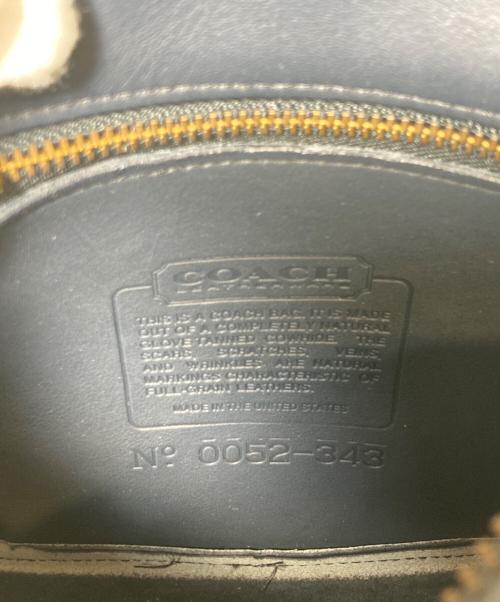 COACH
THIS IS A COACH BAG. IT IS MADE
OUT OF A COMPLETELY NATURAL
GLOVE TANNED COWHIDE THE
SCARS, SCRATCHES, VEINS,
AND WRINKLES ARE NATURAL
MARKINGS CHARACTERISTIC OF
FULL-GRAIN LEATHERS.
MADE IN THE UNITED STATES
Nº 0052-343